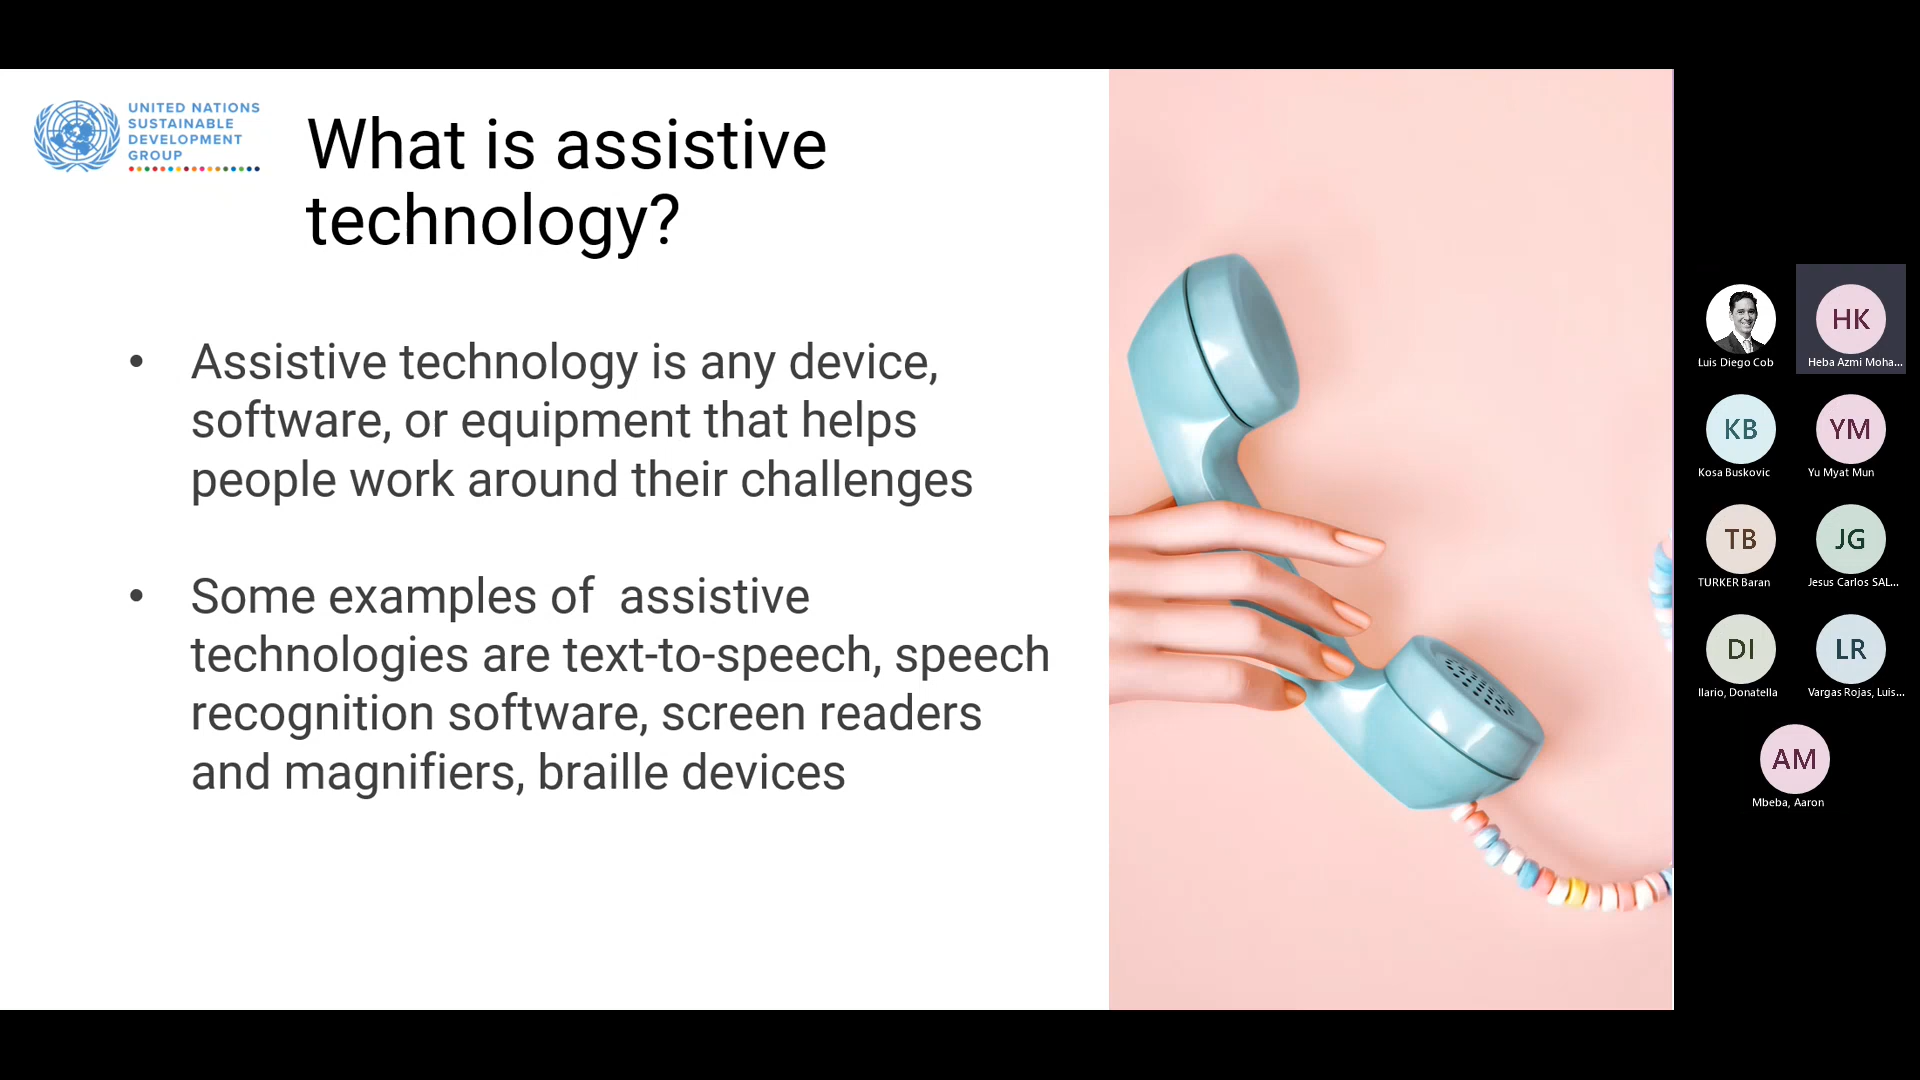 UNITED NATIONS
SUSTAINABLE
DEVELOPMENT
GROUP
What is assistive
technology?
• Assistive technology is any device,
software, or equipment that helps
people work around their challenges
• Some examples of  assistive
technologies are text-to-speech, speech
recognition software, screen readers
and magnifiers, braille devices
Luis Diego Cob
HK
Heba Azmi Moha...
KB
Kosa Buskovic
YM
Yu Myat Mun
TB
TURKER Baran
JG
Jesus Carlos SAL...
DI
Ilario, Donatella
LR
Vargas Rojas, Luis...
AM
Mbeba, Aaron